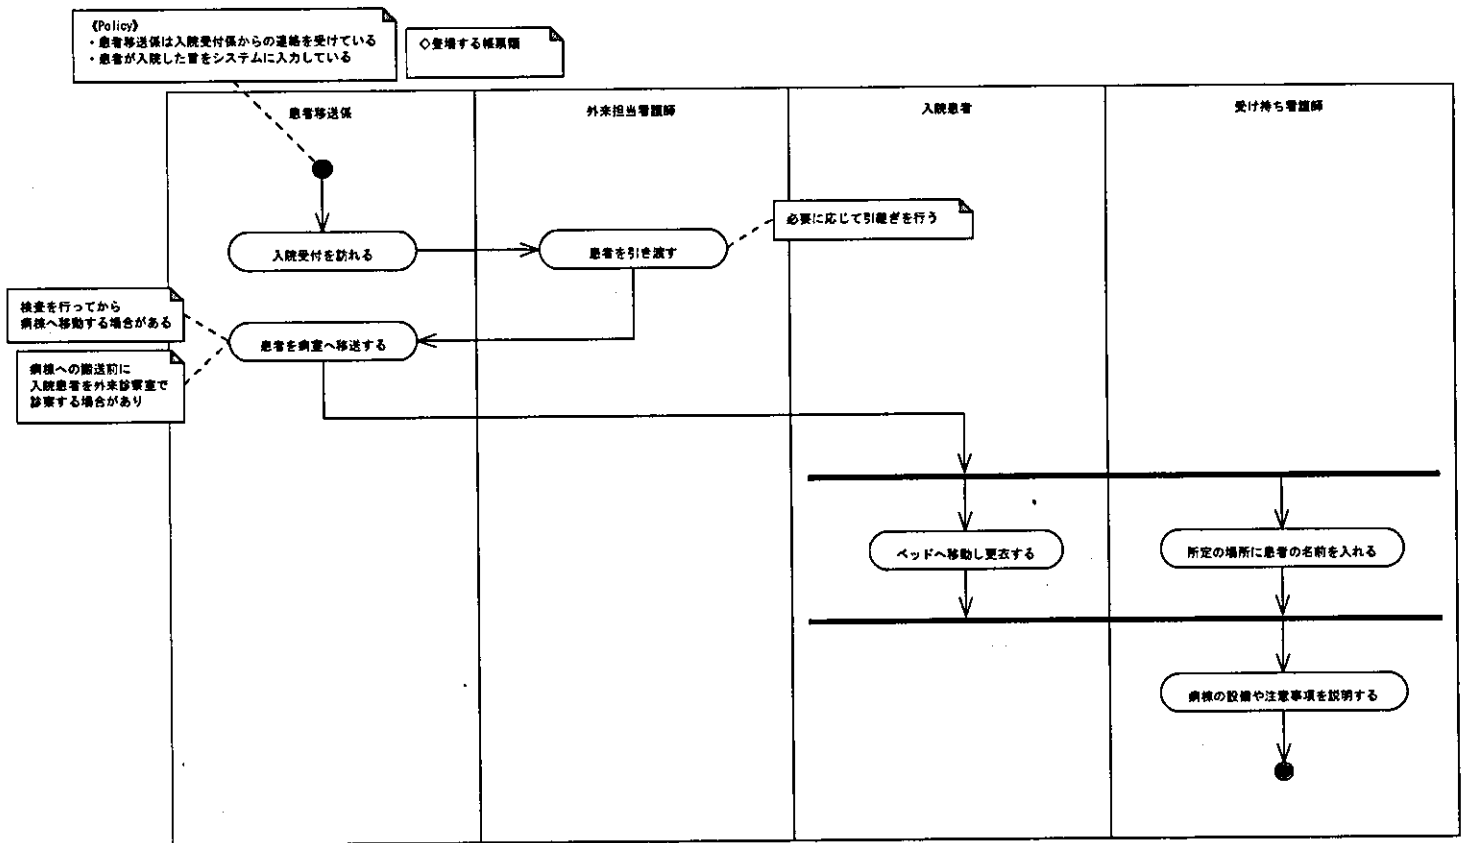 《Policy》
・患者移送係は入院受付係からの連絡を受けている
・患者が入院した旨をシステムに入力している
◇登場する帳票類
患者移送係
外来担当看護師
入院患者
受け持ち看護師
必要に応じて引継ぎを行う
入院受付を訪れる
患者を引き渡す
検査を行ってから
病棟へ移動する場合がある
患者を病室へ移送する
病棟への搬送前に
入院患者を外来診察室で
診察する場合があり
ベッドへ移動し更衣する
所定の場所に患者の名前を入れる
病棟の設備や注意事項を説明する